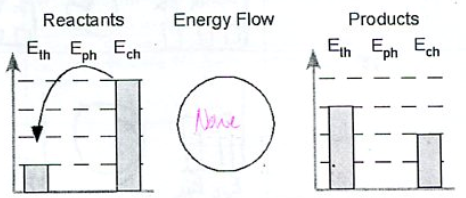 Reactants Energy Flow Products
Eth Eph Ech Eth Eph Ech
None